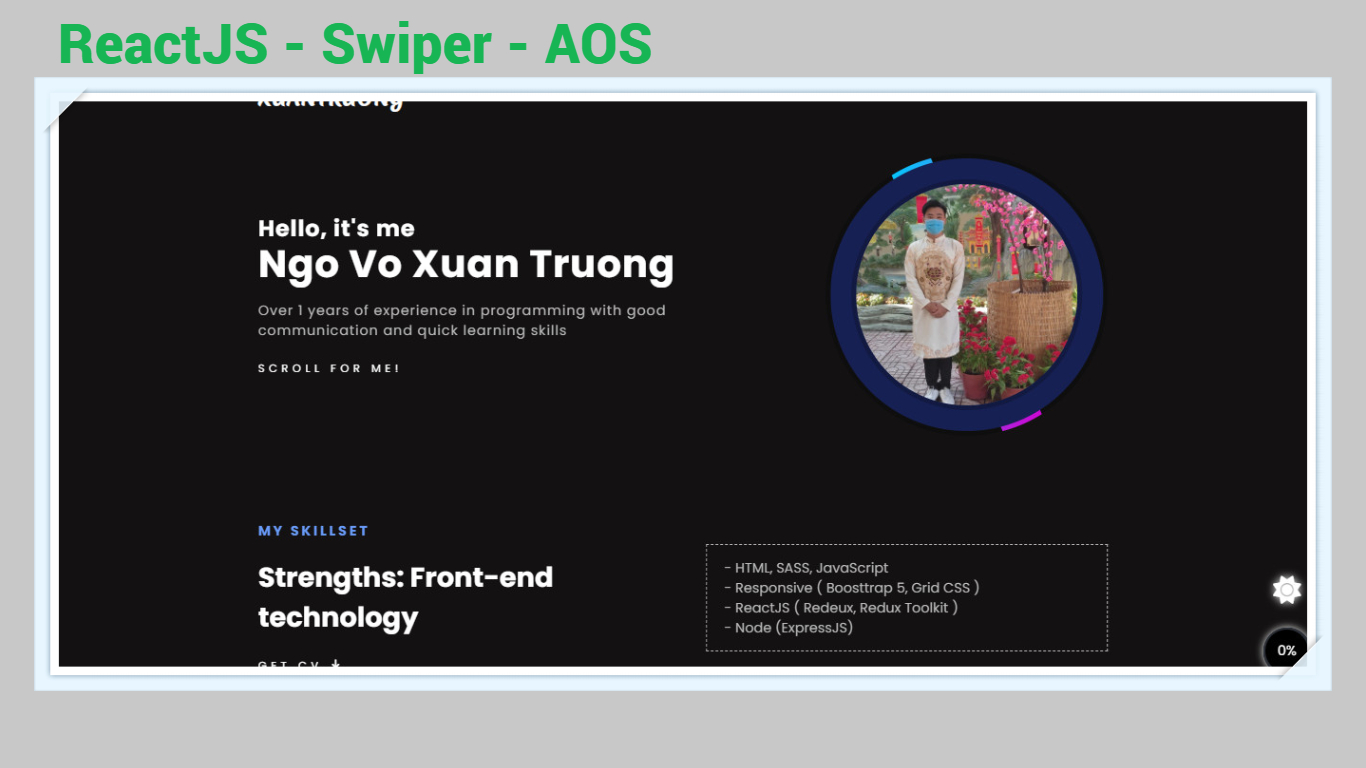 ReactJS - Swiper - AOS
XUANTRUONG
Hello, it's me
Ngo Vo Xuan Truong
Over 1 years of experience in programming with good
communication and quick learning skills
SCROLL FOR ME!
MY SKILLSET
Strengths: Front-end
technology
GET CV
- HTML, SASS, JavaScript
- Responsive ( Boosttrap 5, Grid CSS )
- ReactJS ( Redeux, Redux Toolkit )
- Node (ExpressJS)
0%